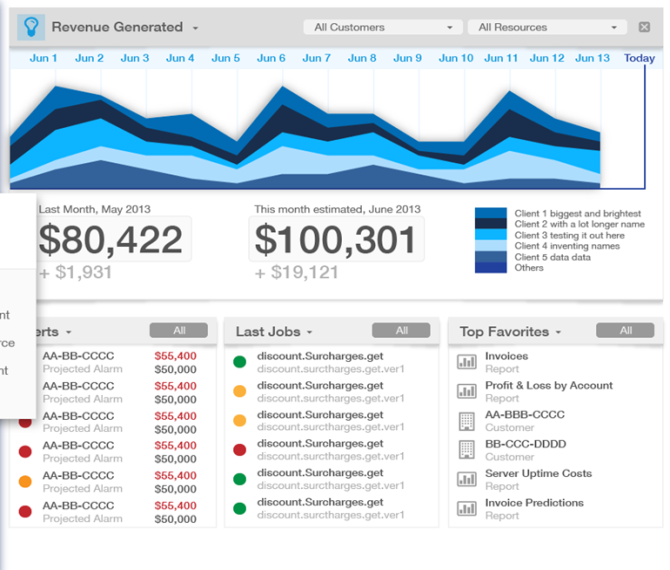 Revenue Generated
All Customers
All Resources
Jun 1 Jun 2 Jun 3 Jun 4 Jun 5 Jun 6 Jun 7 Jun 8 Jun 9 Jun 10 Jun 11 Jun 12 Jun 13 Today
Last Month, May 2013
$80,422
+ $1,931
This month estimated, June 2013
$100,301
+ $19,121
Client 1 biggest and brightest
Client 2 with a lot longer name
Client 3 testing it out here
Client 4 inventing names
Client 5 data data
Others
nt
rce
nt
erts
All
AA-BB-CCCC $55,400
Projected Alarm $50,000
AA-BB-CCCC $55,400
Projected Alarm $50,000
AA-BB-CCCC $55,400
Projected Alarm $50,000
AA-BB-CCCC $55,400
Projected Alarm $50,000
AA-BB-CCCC $55,400
Projected Alarm $50,000
AA-BB-CCCC $55,400
Projected Alarm $50,000
Last Jobs
All
discount.Surcharges.get
discount.surctharges.get.ver1
discount.Surcharges.get
discount.surctharges.get.ver1
discount.Surcharges.get
discount.surctharges.get.ver1
discount.Surcharges.get
discount.surctharges.get.ver1
discount.Surcharges.get
discount.surctharges.get.ver1
discount.Surcharges.get
discount.surctharges.get.ver1
Top Favorites
All
Invoices
Report
Profit & Loss by Account
Report
AA-BBB-CCCC
Customer
BB-CCC-DDDD
Customer
Server Uptime Costs
Report
Invoice Predictions
Report